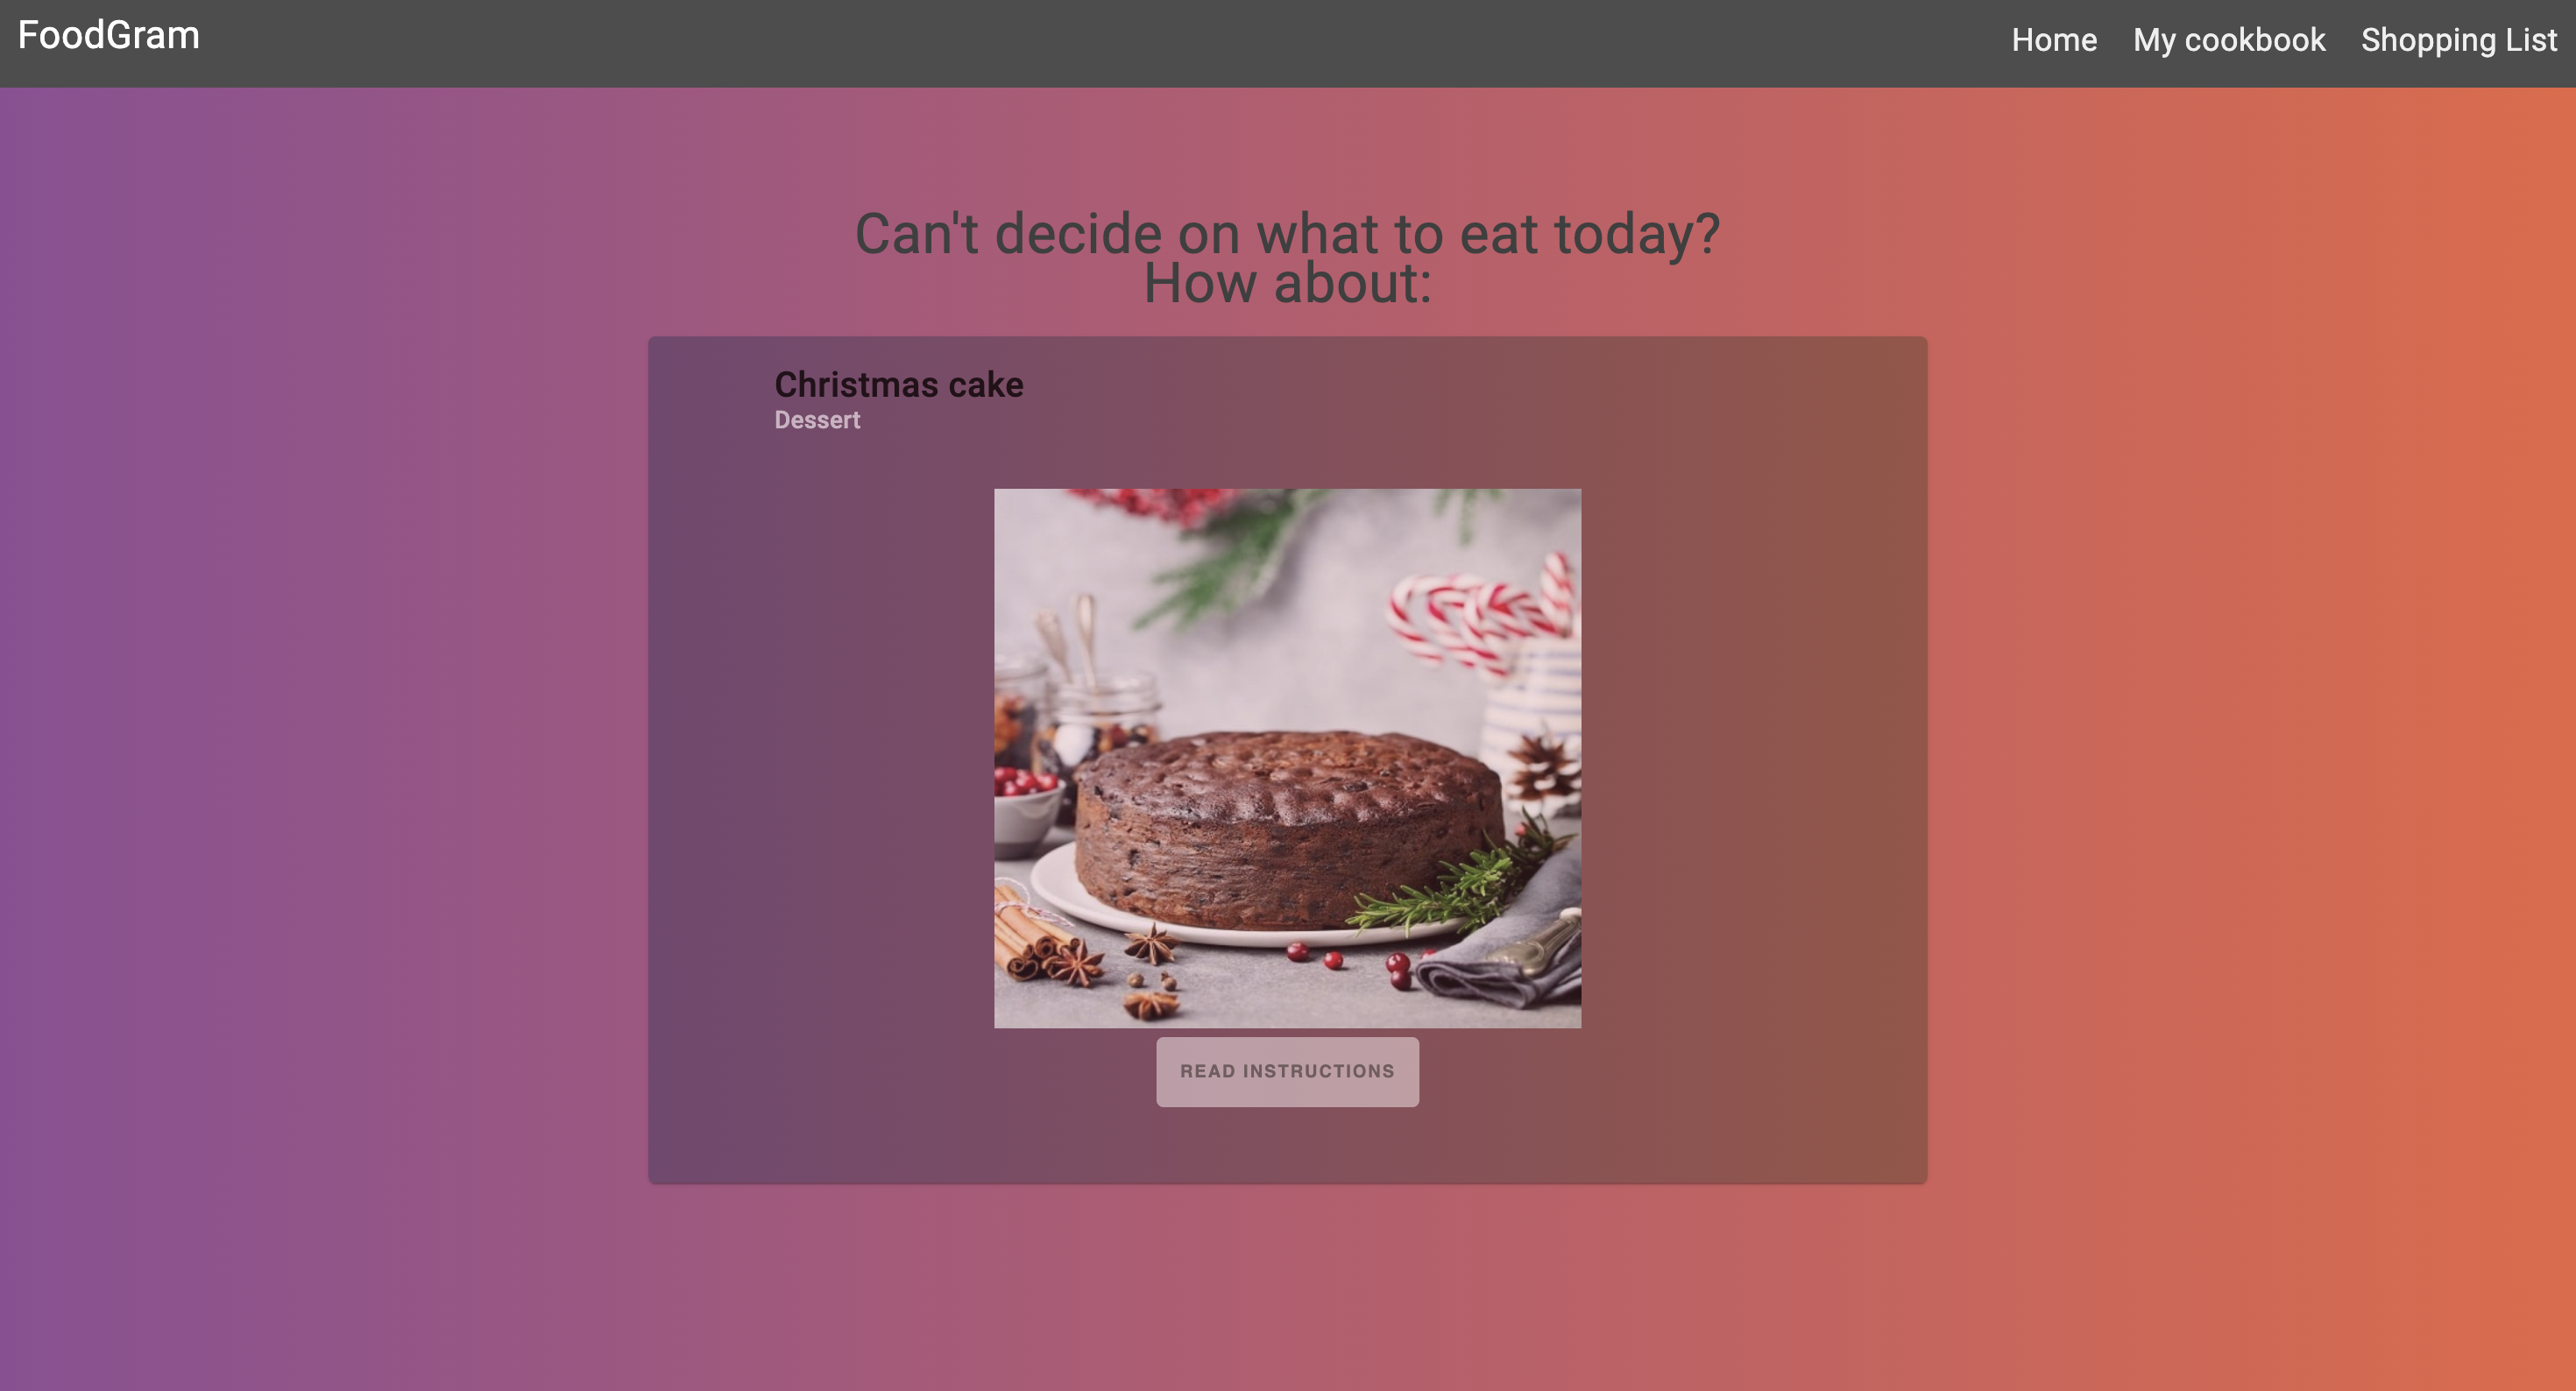 FoodGram
Home My cookbook Shopping List
Can't decide on what to eat today?
How about:
Christmas cake
Dessert
READ INSTRUCTIONS